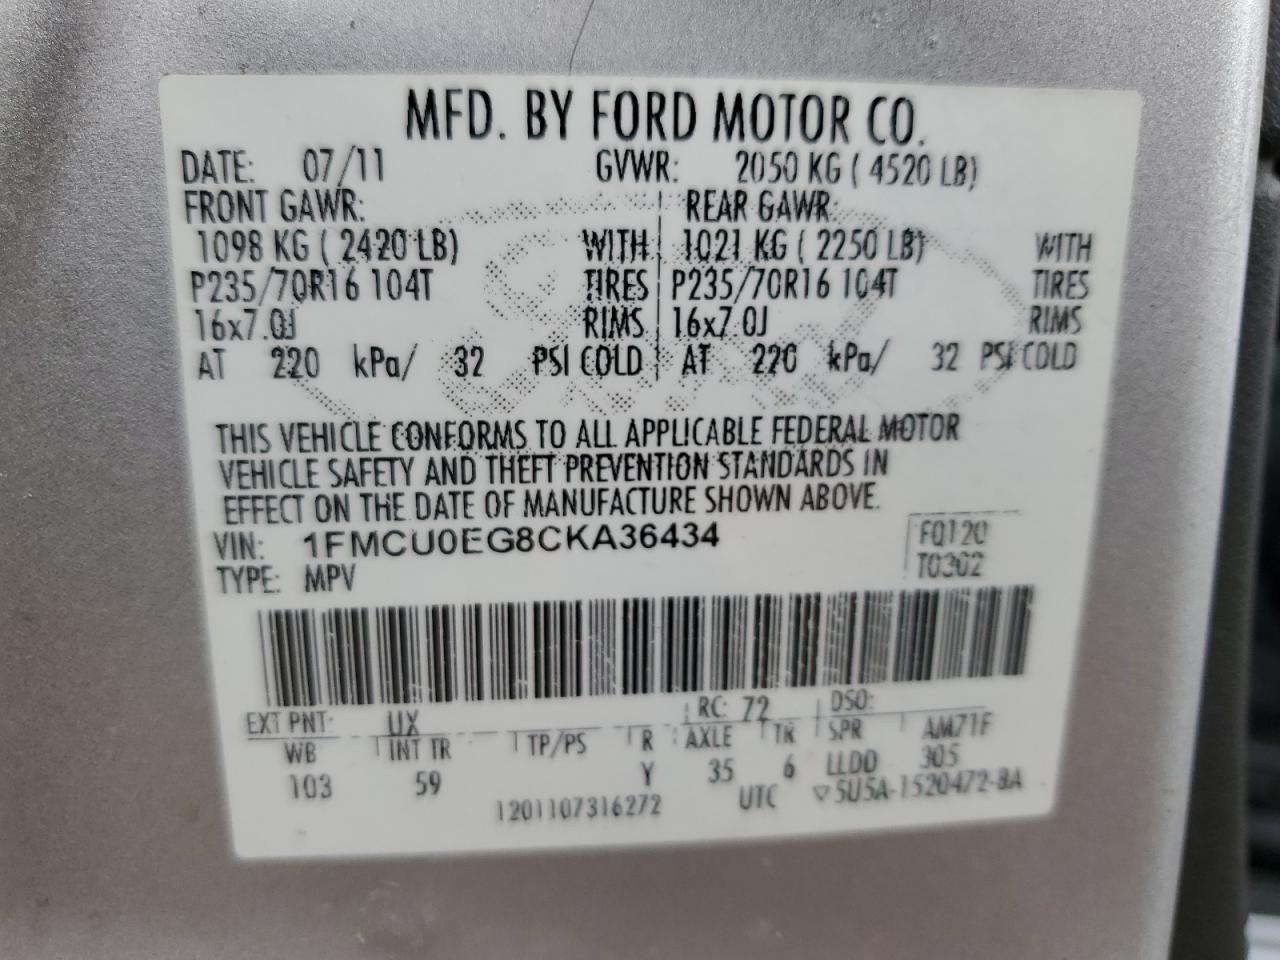 MFD. BY FORD MOTOR CO.
DATE: 07/11 GVWR: 2050 KG ( 4520 LB)
FRONT GAWR: REAR GAWR:
1098 KG ( 2420 LB) WITH 1021 KG ( 2250 LB) WITH
P235/70R16 104T TIRES P235/70R16 104T TIRES
16x7.0J RIMS 16x7.0J RIMS
AT 220 kPa/ 32 PSI COLD AT 220 kPa/ 32 PSI COLD
THIS VEHICLE CONFORMS TO ALL APPLICABLE FEDERAL MOTOR
VEHICLE SAFETY AND THEFT PREVENTION STANDARDS IN
EFFECT ON THE DATE OF MANUFACTURE SHOWN ABOVE.
VIN: 1FMCU0EG8CKA36434 F0120
TYPE: MPV T0302
EXT PNT: UX RC: 72 DSO:
WB INT TR TP/PS R AXLE TR SPR AM71F
103 59 Y 35 6 LLDD 305
1201107316272 UTC ▽5U5A-1520472-BA